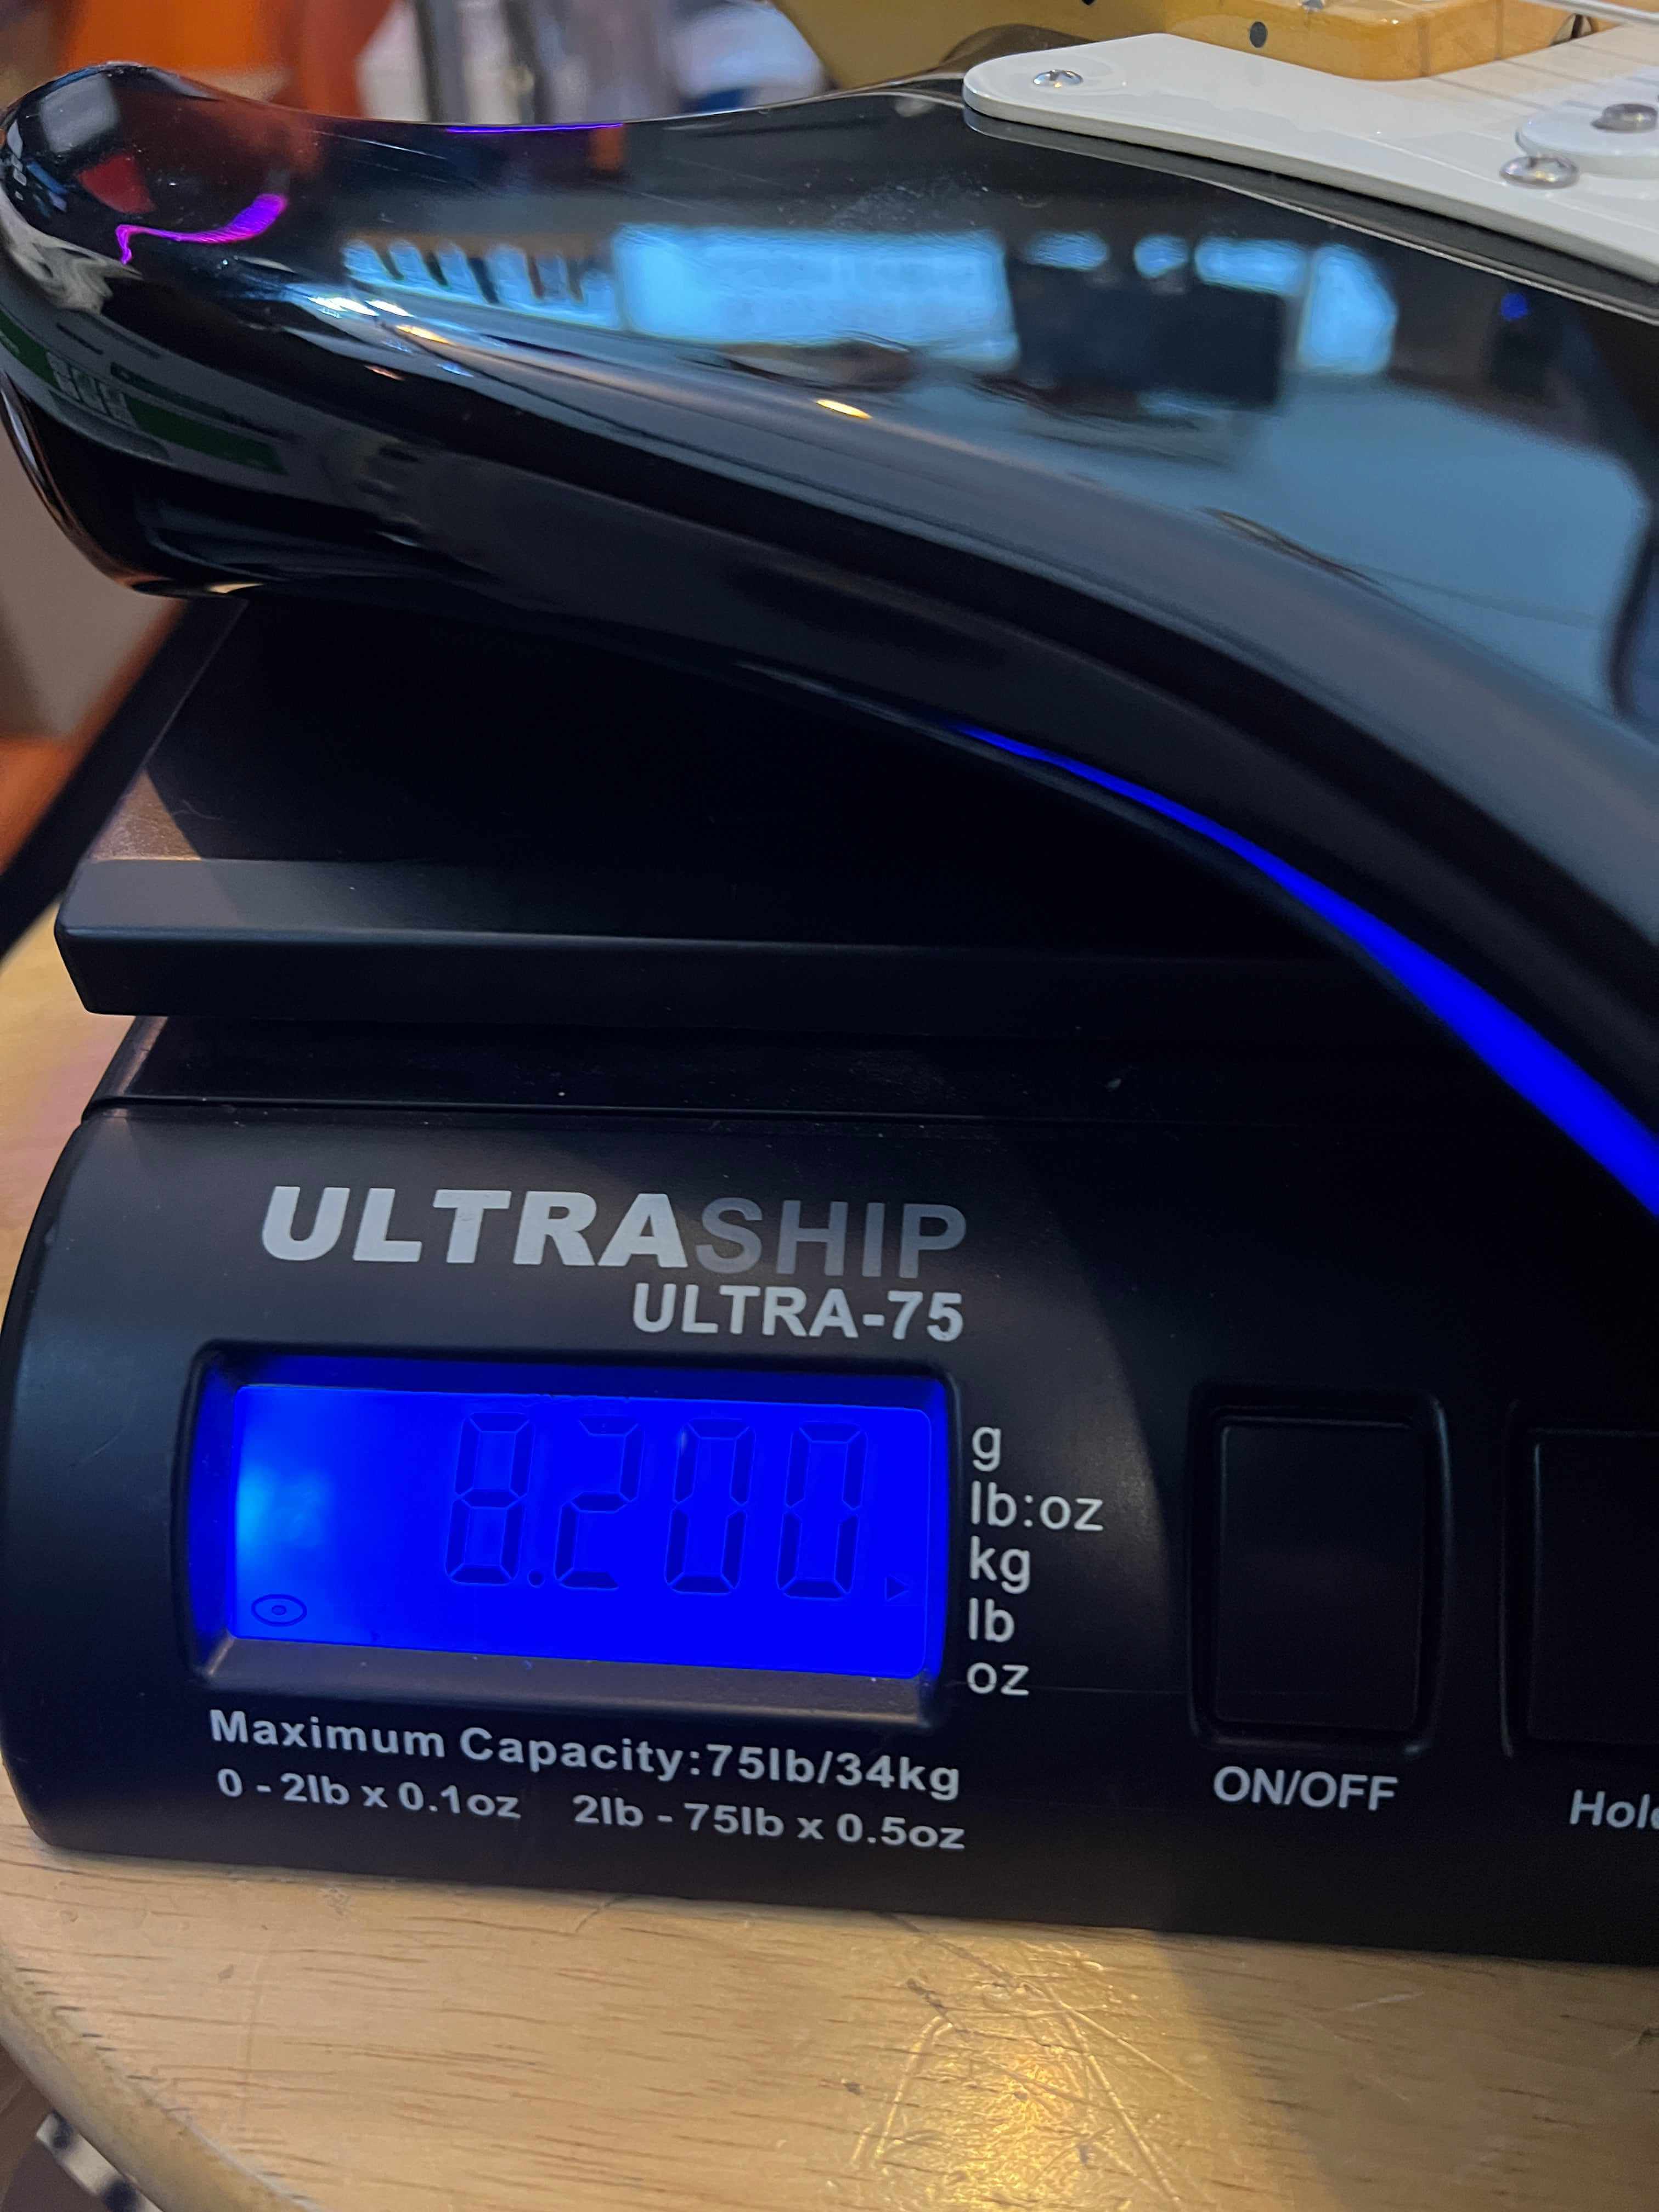 ULTRASHIP
ULTRA-75
8.200
g
lb:oz
kg
lb
oz
Maximum Capacity:75lb/34kg
0 - 2lb x 0.1oz 2lb - 75lb x 0.5oz
ON/OFF
Hol